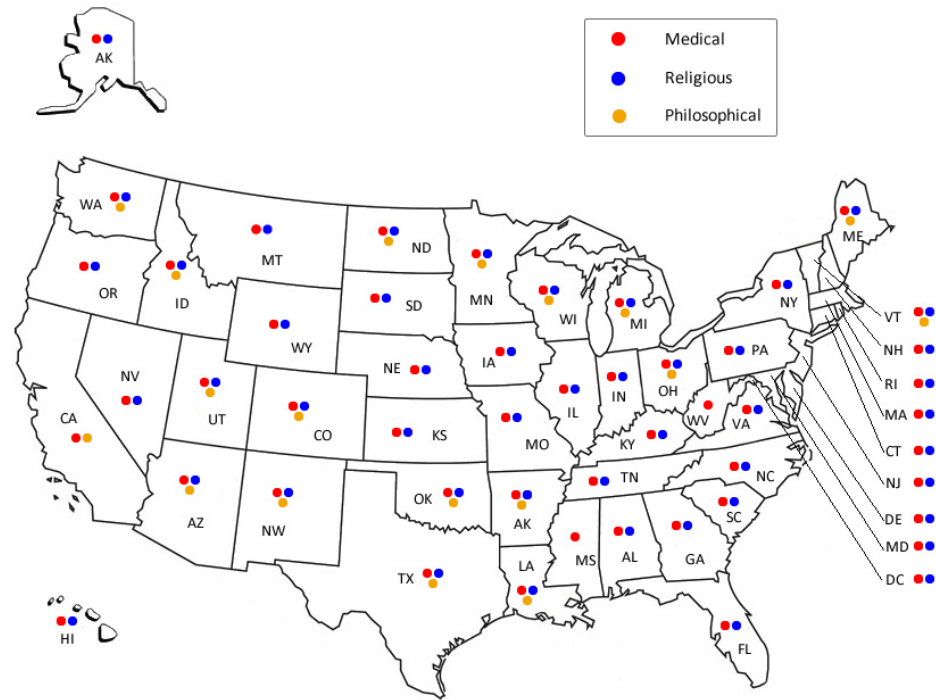 AK
Medical
Religious
Philosophical
WA
OR
ID
MT
WY
ND
SD
NE
KS
MN
IA
MO
WI
IL
MI
IN
OH
KY
TN
WV
VA
NC
SC
PA
NY
ME
NV
CA
UT
CO
AZ
NW
OK
TX
AK
LA
MS
AL
GA
FL
HI
VT
NH
RI
MA
CT
NJ
DE
MD
DC